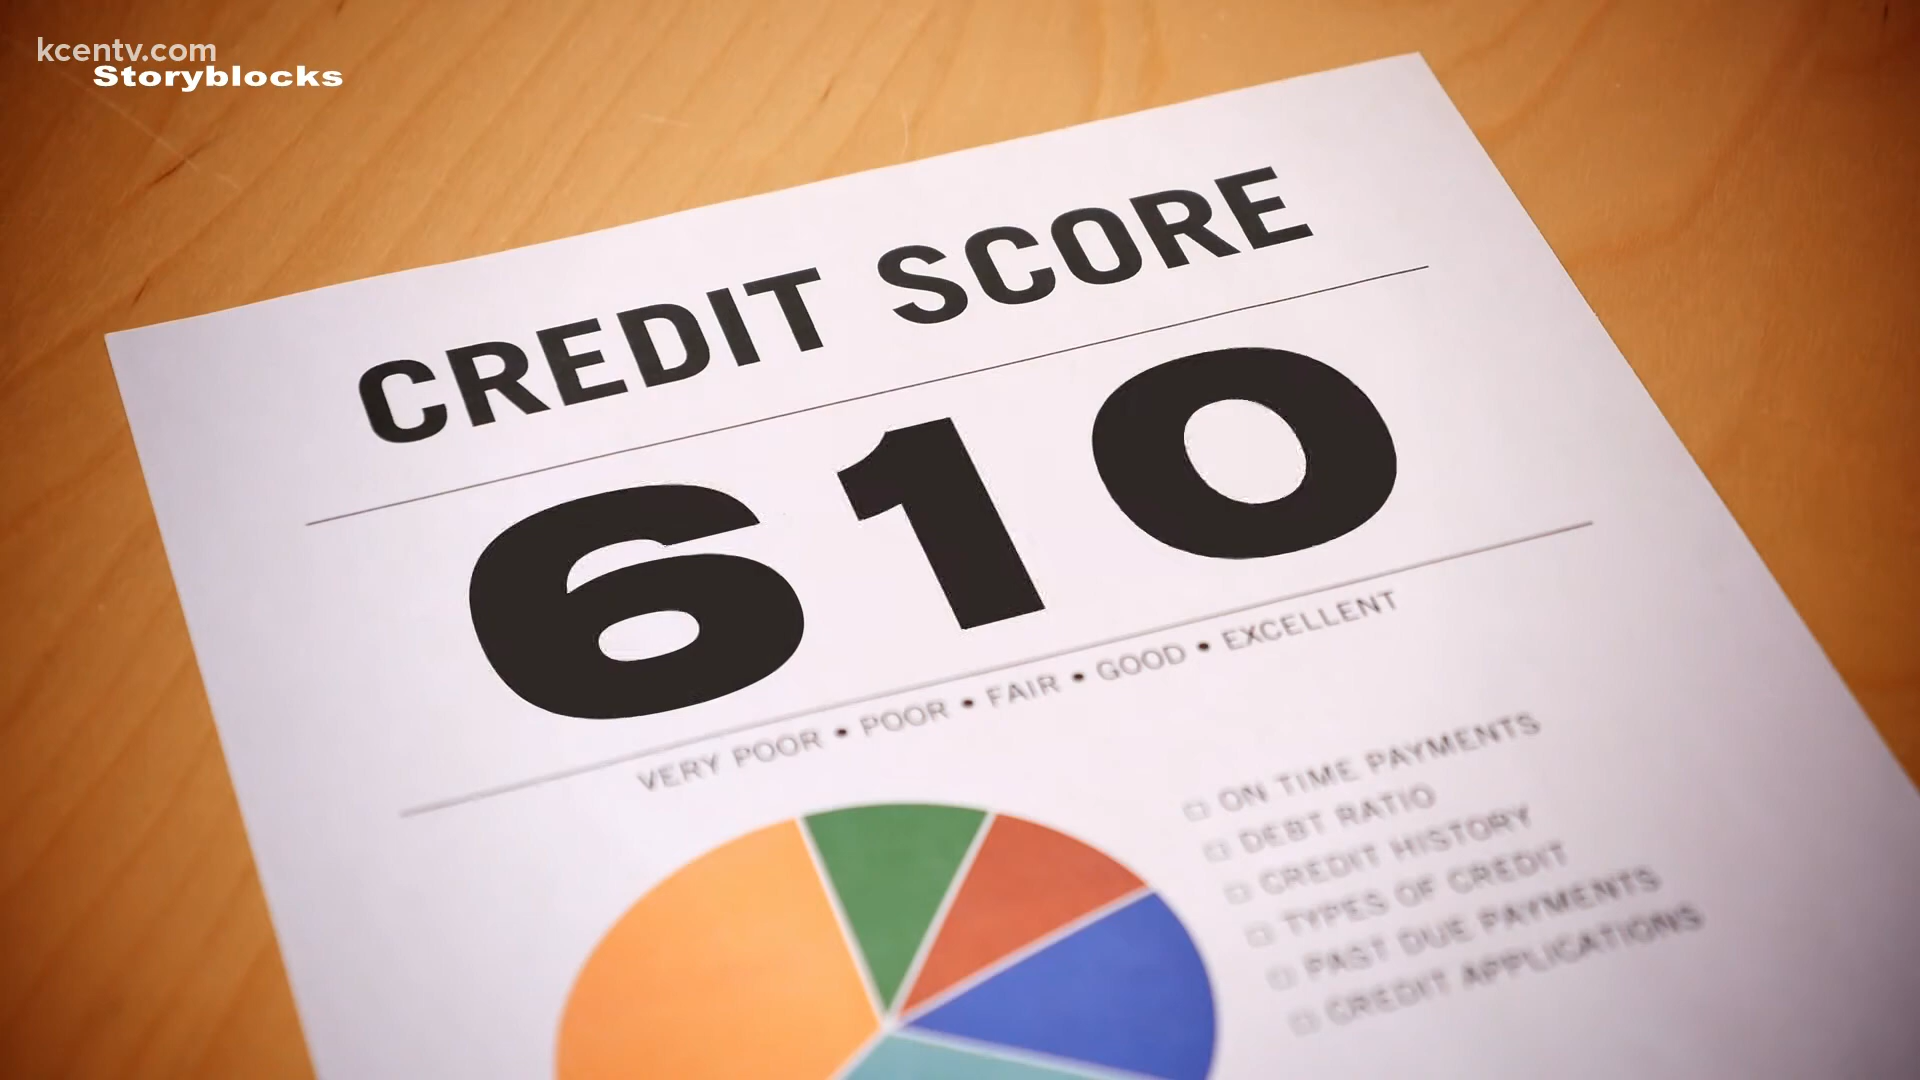 kcentv.com
Storyblocks
CREDIT SCORE
610
VERY POOR • POOR • FAIR • GOOD • EXCELLENT
ON TIME PAYMENTS
DEBT RATIO
CREDIT HISTORY
TYPES OF CREDIT
PAST DUE PAYMENTS
CREDIT APPLICATIONS